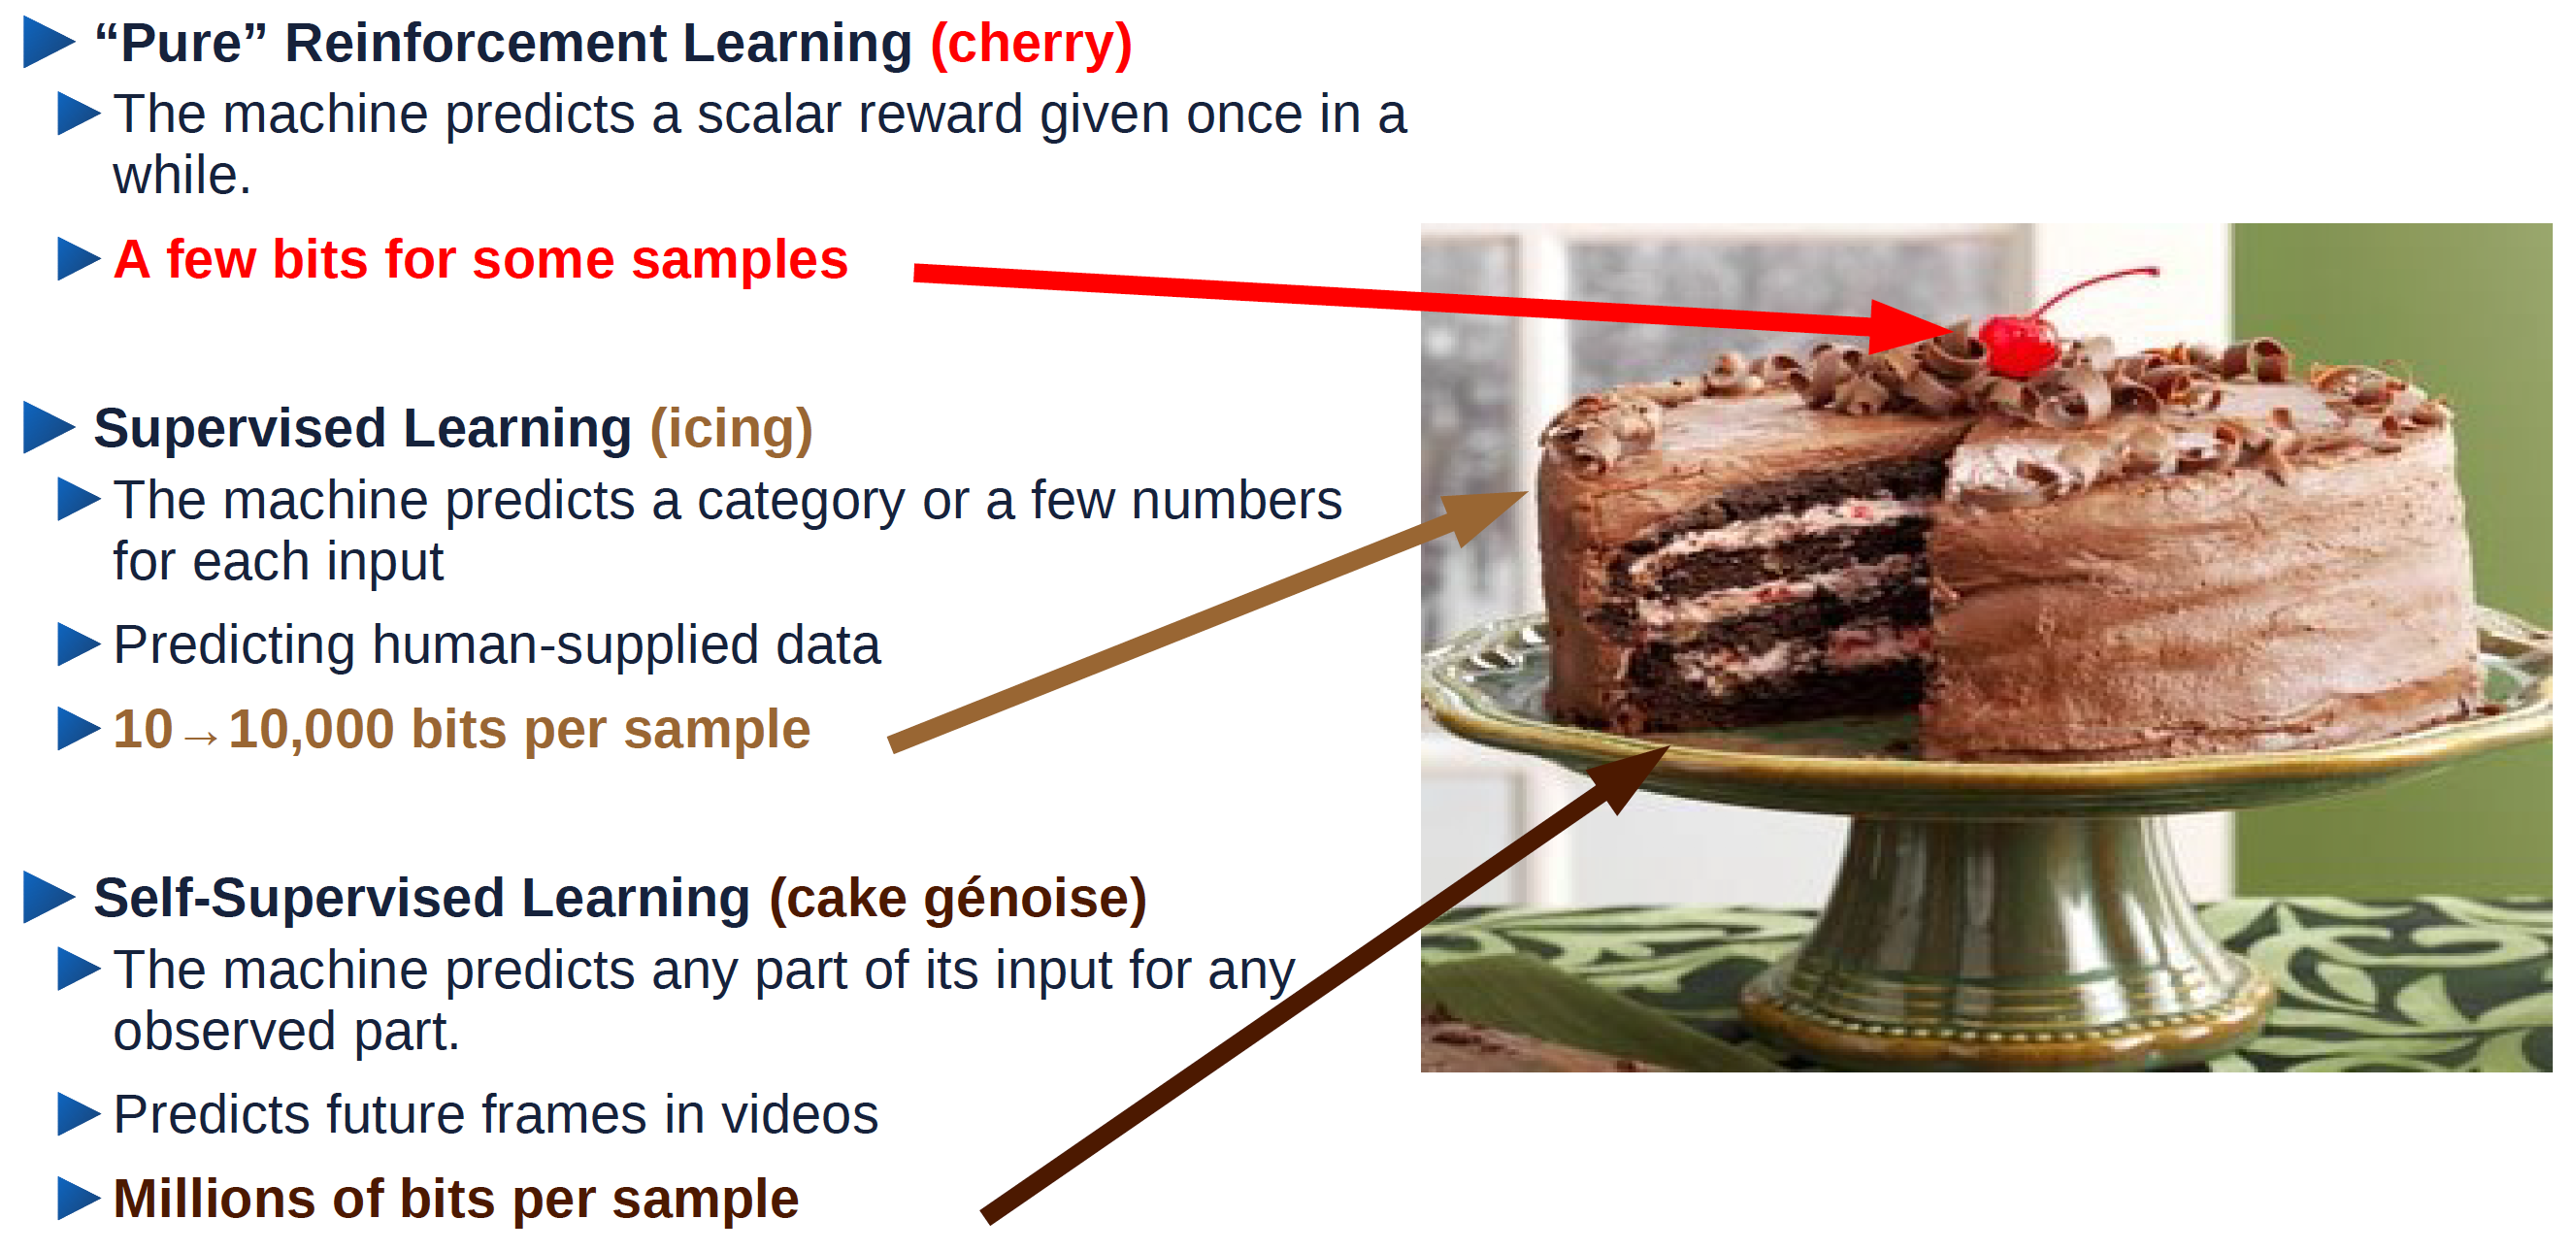 “Pure” Reinforcement Learning (cherry)
The machine predicts a scalar reward given once in a
while.
A few bits for some samples
Supervised Learning (icing)
The machine predicts a category or a few numbers
for each input
Predicting human-supplied data
10→10,000 bits per sample
Self-Supervised Learning (cake génoise)
The machine predicts any part of its input for any
observed part.
Predicts future frames in videos
Millions of bits per sample